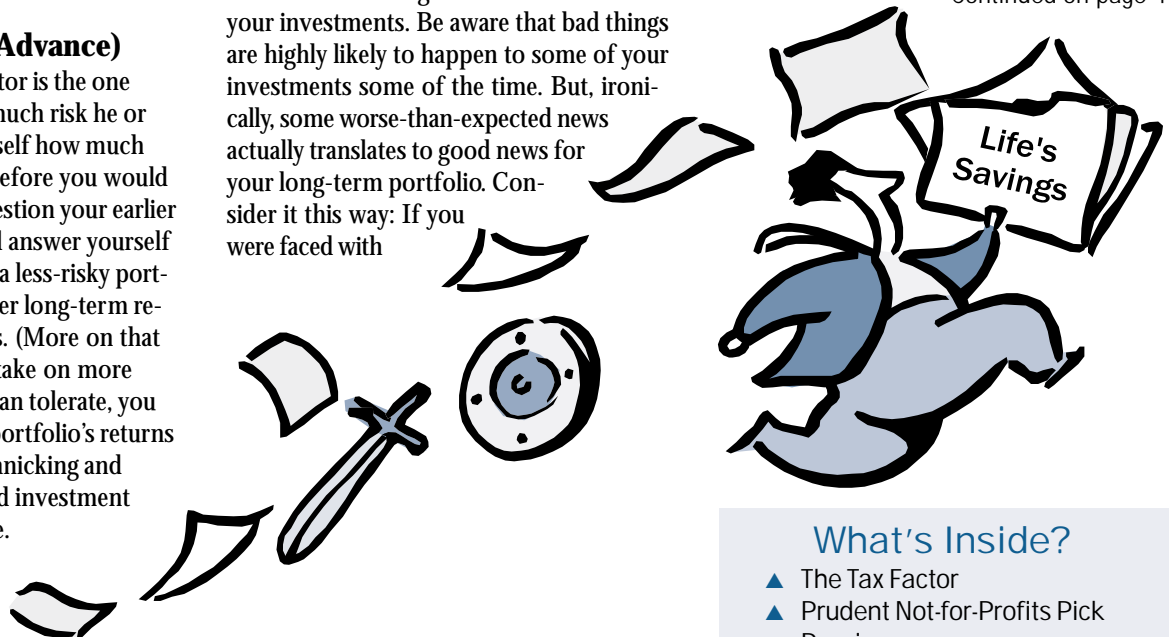 Advance)
tor is the one
much risk he or
self how much
efore you would
estion your earlier
answer yourself
a less-risky port-
er long-term re-
s. (More on that
take on more
an tolerate, you
portfolio's returns
nicking and
d investment
e.
your investments. Be aware that bad things
are highly likely to happen to some of your
investments some of the time. But, ironi-
cally, some worse-than-expected news
actually translates to good news for
your long-term portfolio. Con-
sider it this way: If you
were faced with
continued on page
Life's
Savings
What's Inside?
▲ The Tax Factor
▲ Prudent Not-for-Profits Pick